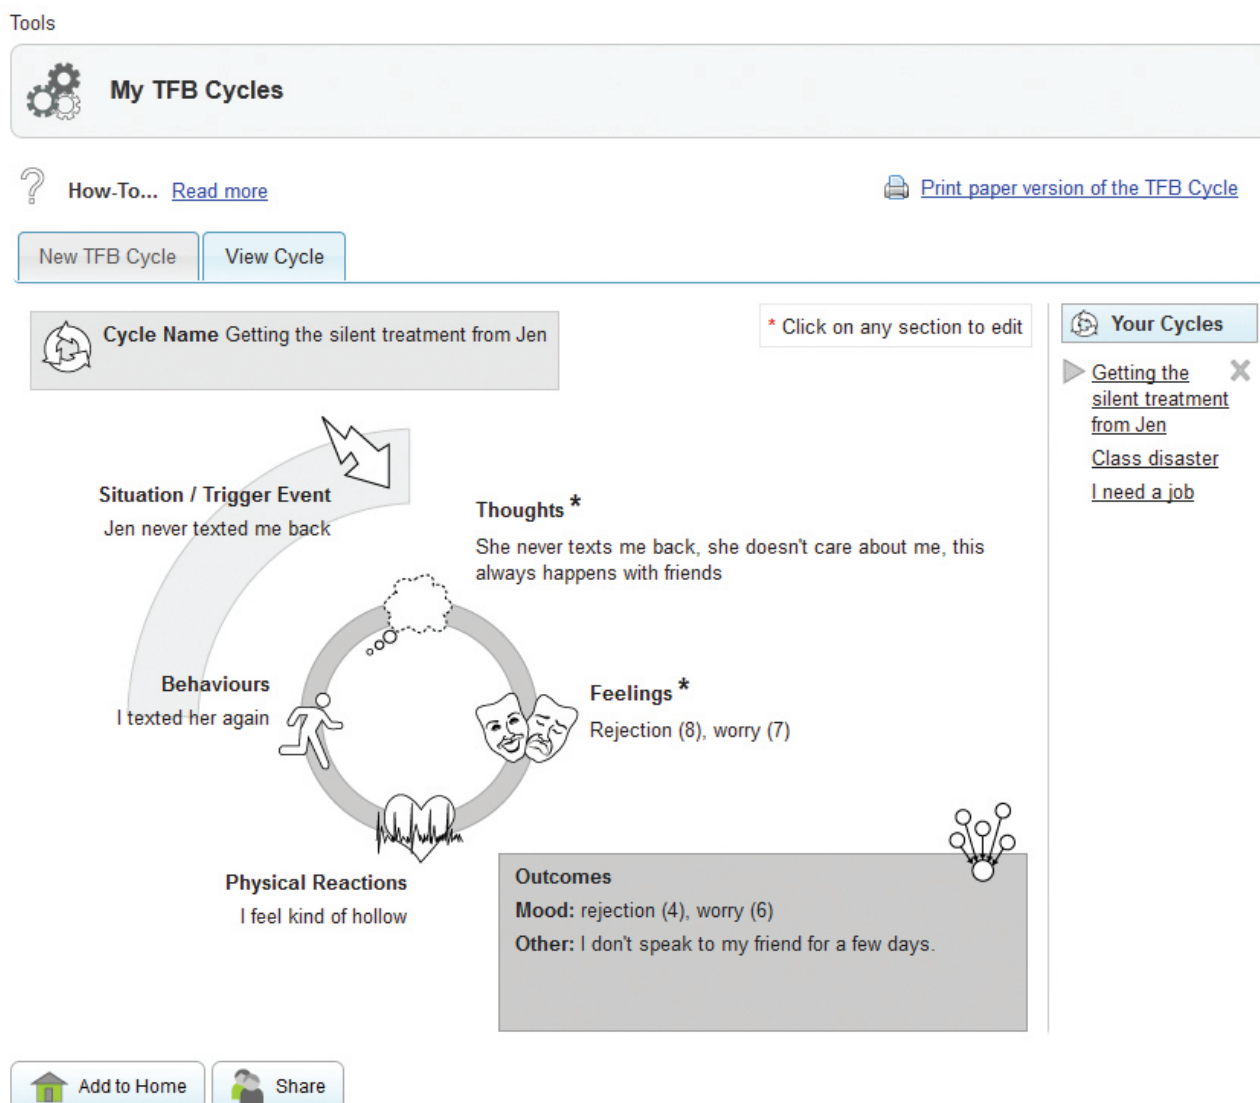 Tools
My TFB Cycles
How-To... Read more
Print paper version of the TFB Cycle
New TFB Cycle
View Cycle
Cycle Name Getting the silent treatment from Jen
* Click on any section to edit
Situation / Trigger Event
Jen never texted me back
Thoughts *
She never texts me back, she doesn't care about me, this
always happens with friends
Behaviours
I texted her again
Feelings *
Rejection (8), worry (7)
Physical Reactions
I feel kind of hollow
Outcomes
Mood: rejection (4), worry (6)
Other: I don't speak to my friend for a few days.
Your Cycles
Getting the
silent treatment
from Jen
Class disaster
I need a job
Add to Home
Share